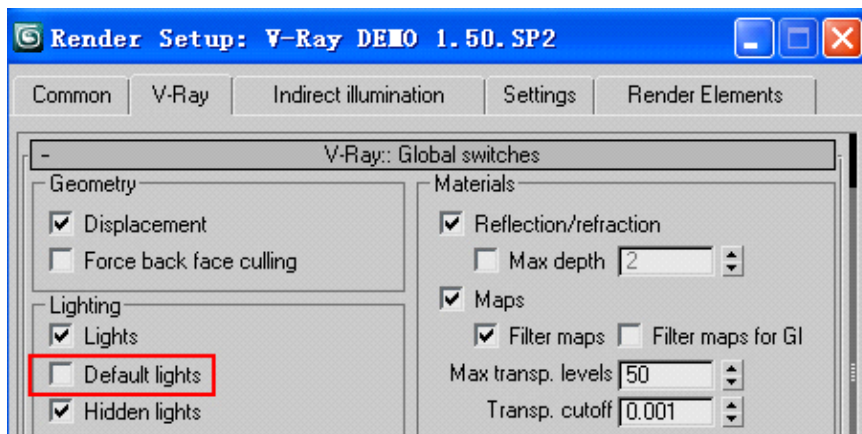 Render Setup: V-Ray DEMO 1.50.SP2
Common V-Ray Indirect illumination Settings Render Elements
- V-Ray:: Global switches
Geometry
Displacement
Force back face culling
Lighting
Lights
Default lights
Hidden lights
Materials
Reflection/refraction
Max depth 2
Maps
Filter maps Filter maps for GI
Max transp. levels 50
Transp. cutoff 0.001